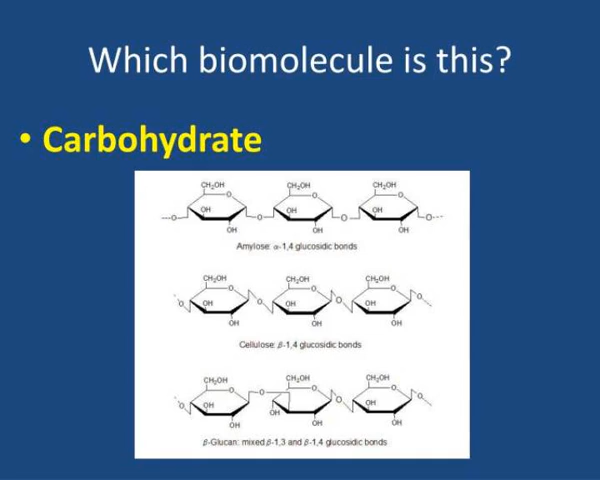 Which biomolecule is this?
• Carbohydrate
CH₂OH CH₂OH CH₂OH
O O O
OH OH OH
—O— —O— —O— —O---
OH OH OH
Amylose: α-1,4 glucosidic bonds
CH₂OH CH₂OH CH₂OH
O O O
O O O O
OH OH OH
OH OH OH
Cellulose: β-1,4 glucosidic bonds
CH₂OH CH₂OH CH₂OH
O O O O
O O O
OH OH OH
OH OH OH
β-Glucan: mixed β-1,3 and β-1,4 glucosidic bonds